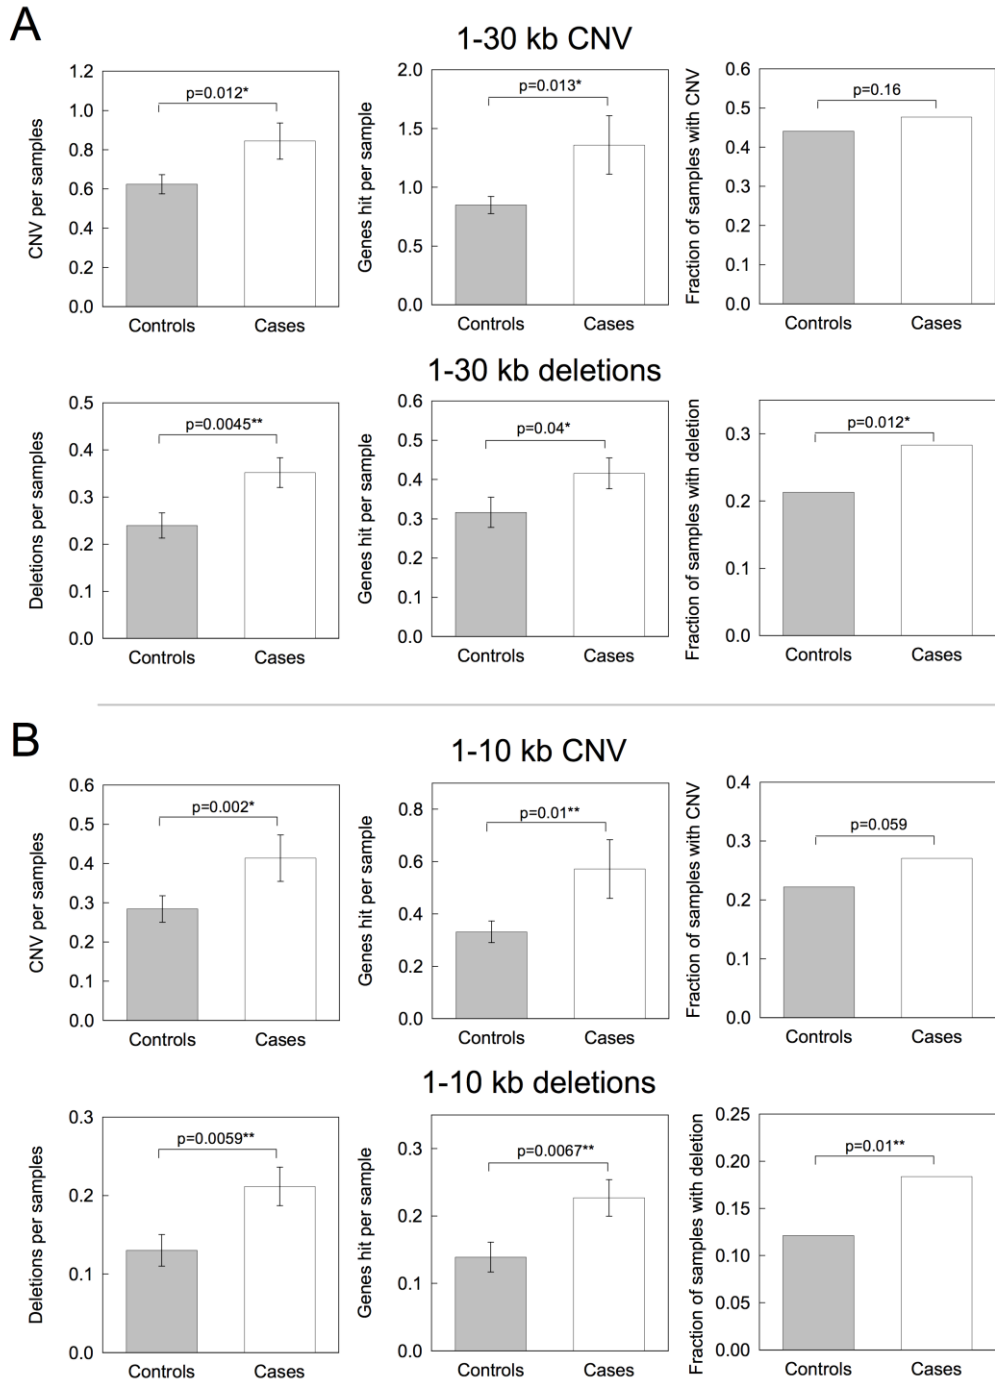 A
1-30 kb CNV
CNV per samples
1.2
1.0
0.8
0.6
0.4
0.2
0.0
p=0.012*
Controls Cases
Genes hit per sample
2.0
1.5
1.0
0.5
0.0
p=0.013*
Controls Cases
Fraction of samples with CNV
0.6
0.5
0.4
0.3
0.2
0.1
0.0
p=0.16
Controls Cases
1-30 kb deletions
Deletions per samples
0.5
0.4
0.3
0.2
0.1
0.0
p=0.0045**
Controls Cases
Genes hit per sample
0.6
0.5
0.4
0.3
0.2
0.1
0.0
p=0.04*
Controls Cases
Fraction of samples with deletion
0.3
0.2
0.1
0.0
p=0.012*
Controls Cases
B
1-10 kb CNV
CNV per samples
0.6
0.5
0.4
0.3
0.2
0.1
0.0
p=0.002*
Controls Cases
Genes hit per sample
0.8
0.6
0.4
0.2
0.0
p=0.01**
Controls Cases
Fraction of samples with CNV
0.4
0.3
0.2
0.1
0.0
p=0.059
Controls Cases
1-10 kb deletions
Deletions per samples
0.3
0.2
0.1
0.0
p=0.0059**
Controls Cases
Genes hit per sample
0.3
0.2
0.1
0.0
p=0.0067**
Controls Cases
Fraction of samples with deletion
0.25
0.20
0.15
0.10
0.05
0.00
p=0.01**
Controls Cases